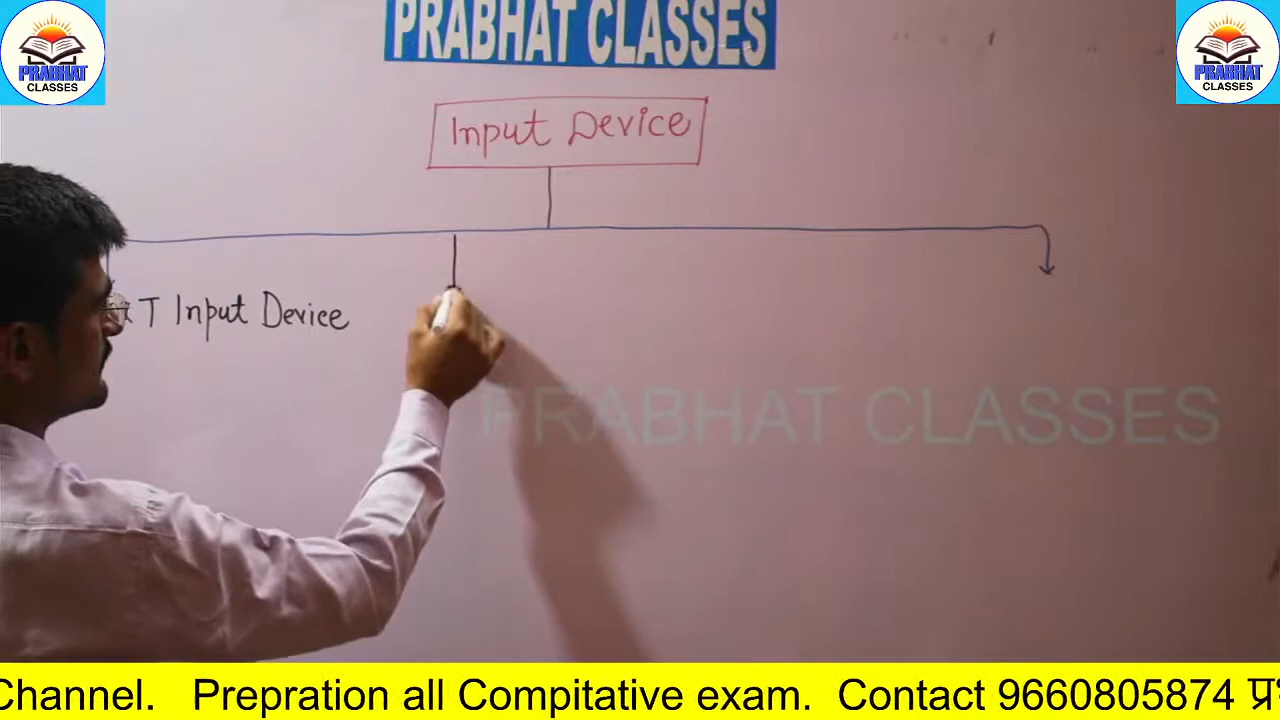 PRABHAT CLASSES
PRABHAT
CLASSES
PRABHAT
CLASSES
Input Device
T Input Device
PRABHAT CLASSES
Channel. Prepration all Compitative exam. Contact 9660805874